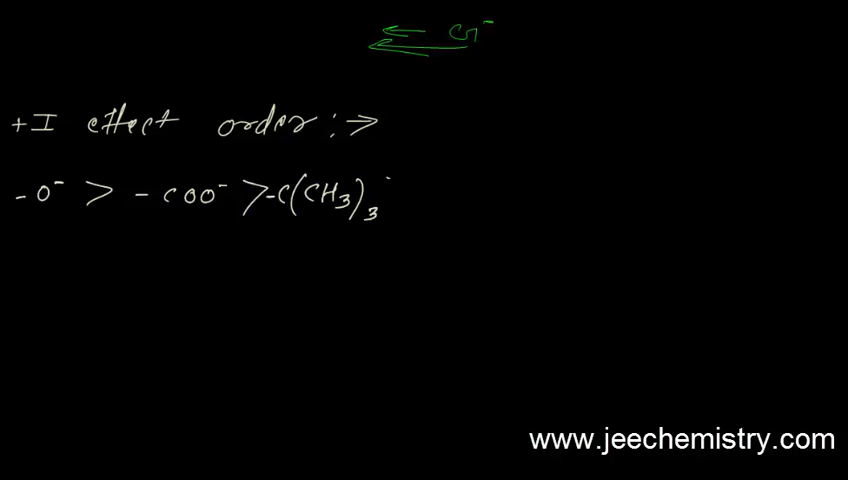 +I effect order :→
- O⁻ > - COO⁻ > -C(CH₃)₃
www.jeechemistry.com